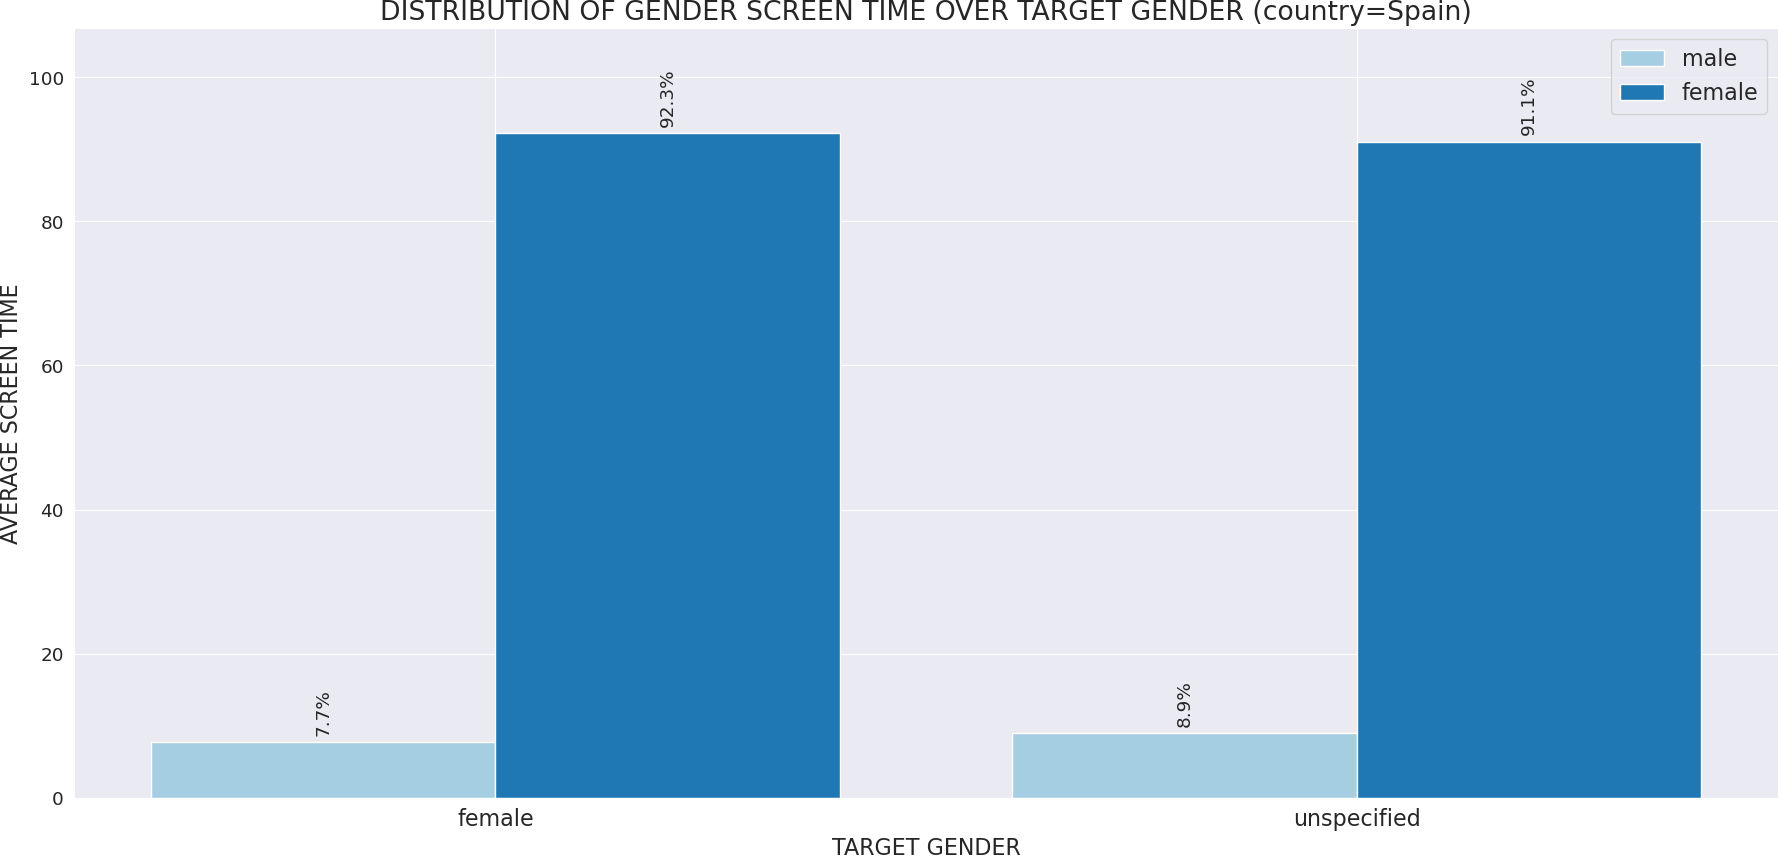 DISTRIBUTION OF GENDER SCREEN TIME OVER TARGET GENDER (country=Spain)
male
female
AVERAGE SCREEN TIME
100
80
60
40
20
0
7.7%
92.3%
8.9%
91.1%
female
unspecified
TARGET GENDER